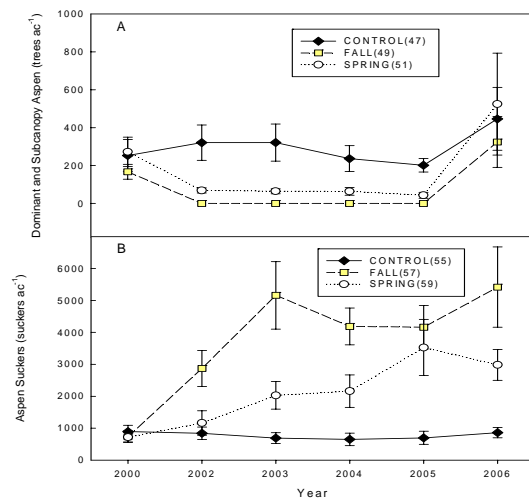 A
CONTROL(47)
FALL(49)
SPRING(51)
Dominant and Subcanopy Aspen (trees ac-1)
1000
800
600
400
200
0
B
CONTROL(55)
FALL(57)
SPRING(59)
Aspen Suckers (suckers ac-1)
6000
5000
4000
3000
2000
1000
0
2000 2002 2003 2004 2005 2006
Year